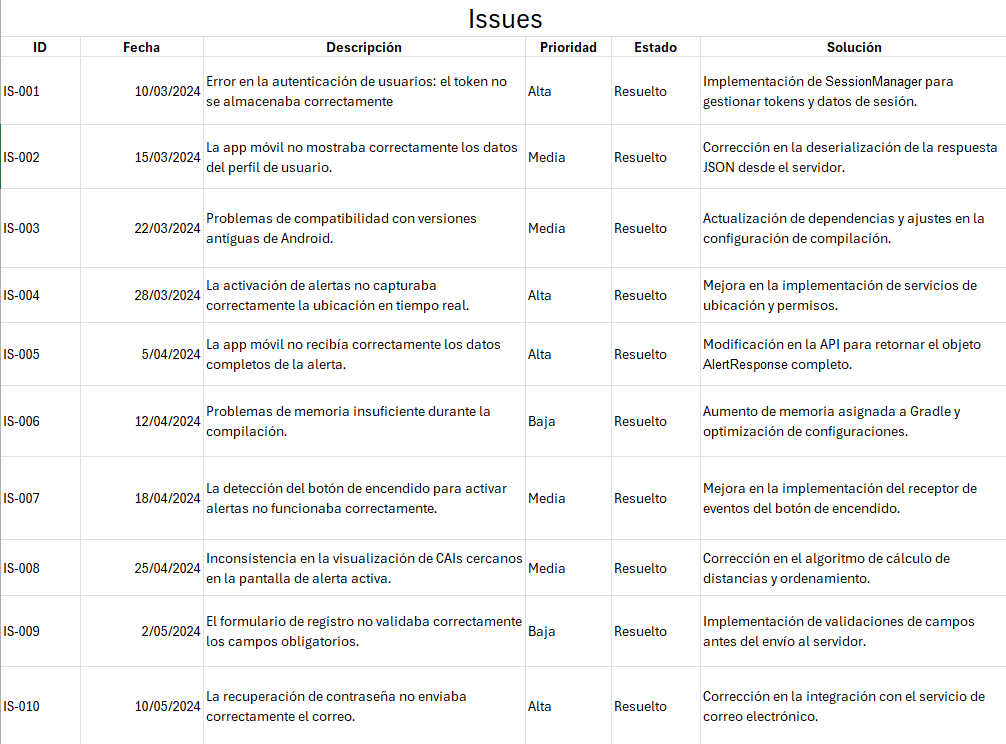 Issues
ID Fecha Descripción Prioridad Estado Solución
IS-001 10/03/2024 Error en la autenticación de usuarios: el token no se almacenaba correctamente Alta Resuelto Implementación de SessionManager para gestionar tokens y datos de sesión.
IS-002 15/03/2024 La app móvil no mostraba correctamente los datos del perfil de usuario. Media Resuelto Corrección en la deserialización de la respuesta JSON desde el servidor.
IS-003 22/03/2024 Problemas de compatibilidad con versiones antiguas de Android. Media Resuelto Actualización de dependencias y ajustes en la configuración de compilación.
IS-004 28/03/2024 La activación de alertas no capturaba correctamente la ubicación en tiempo real. Alta Resuelto Mejora en la implementación de servicios de ubicación y permisos.
IS-005 5/04/2024 La app móvil no recibía correctamente los datos completos de la alerta. Alta Resuelto Modificación en la API para retornar el objeto AlertResponse completo.
IS-006 12/04/2024 Problemas de memoria insuficiente durante la compilación. Baja Resuelto Aumento de memoria asignada a Gradle y optimización de configuraciones.
IS-007 18/04/2024 La detección del botón de encendido para activar alertas no funcionaba correctamente. Media Resuelto Mejora en la implementación del receptor de eventos del botón de encendido.
IS-008 25/04/2024 Inconsistencia en la visualización de CAIs cercanos en la pantalla de alerta activa. Media Resuelto Corrección en el algoritmo de cálculo de distancias y ordenamiento.
IS-009 2/05/2024 El formulario de registro no validaba correctamente los campos obligatorios. Baja Resuelto Implementación de validaciones de campos antes del envío al servidor.
IS-010 10/05/2024 La recuperación de contraseña no enviaba correctamente el correo. Alta Resuelto Corrección en la integración con el servicio de correo electrónico.